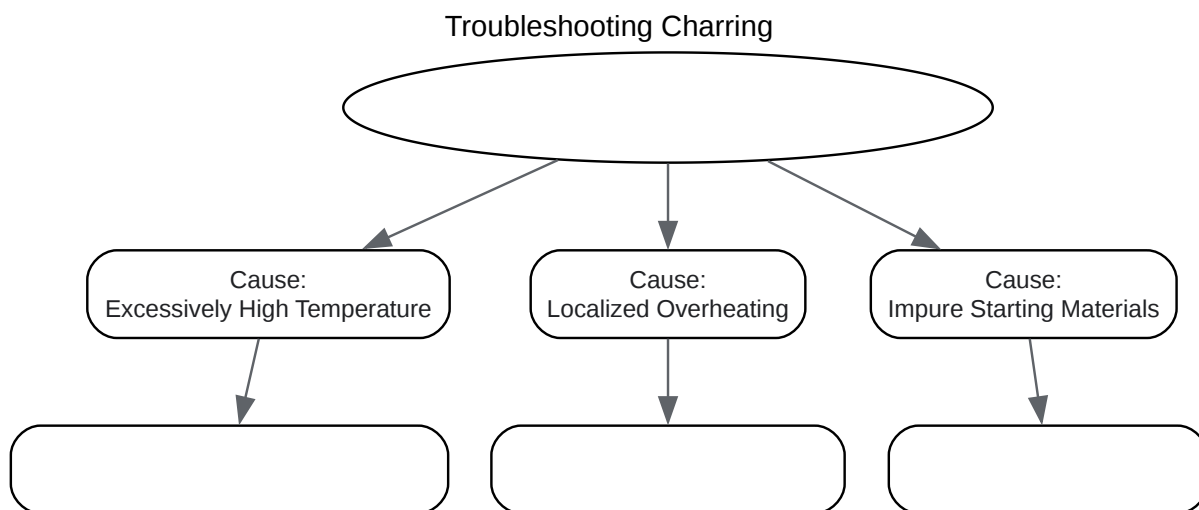 Troubleshooting Charring
Cause:
Excessively High Temperature
Cause:
Localized Overheating
Cause:
Impure Starting Materials